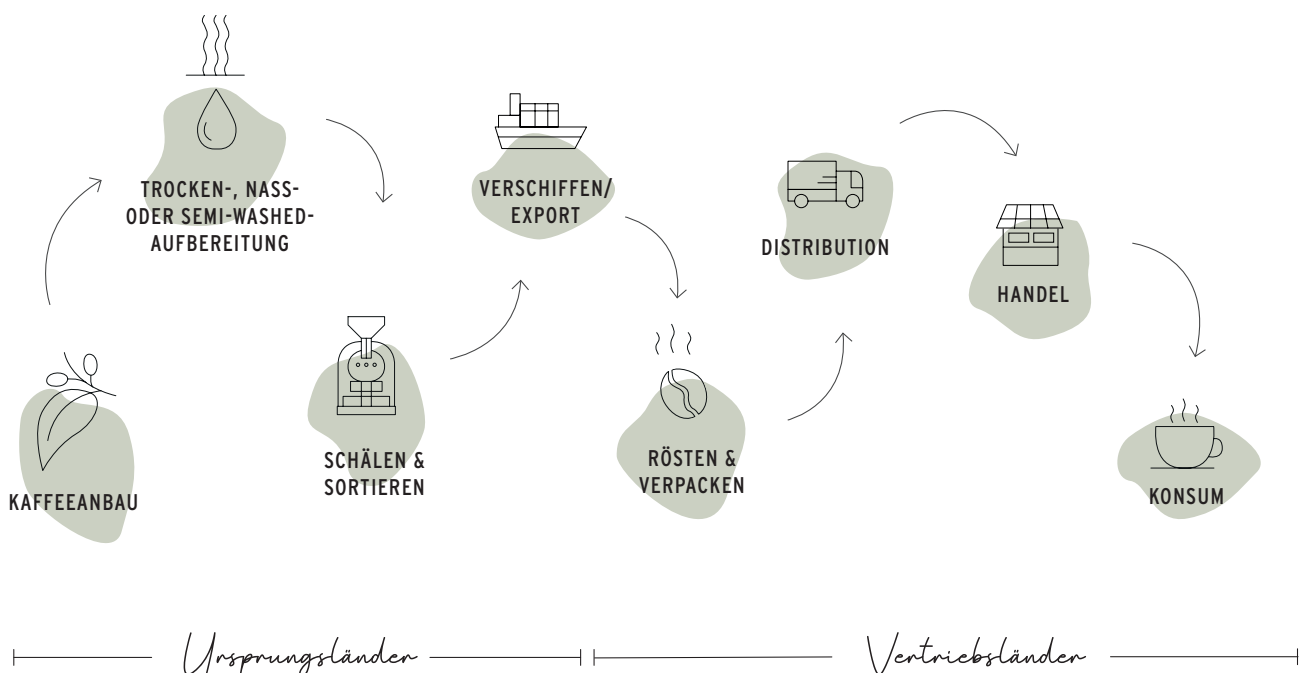 KAFFEEANBAU
TROCKEN-, NASS-
ODER SEMI-WASHED-
AUFBEREITUNG
SCHÄLEN &
SORTIEREN
VERSCHIFFEN/
EXPORT
RÖSTEN &
VERPACKEN
DISTRIBUTION
HANDEL
KONSUM
Ursprungsländer
Vertriebsländer